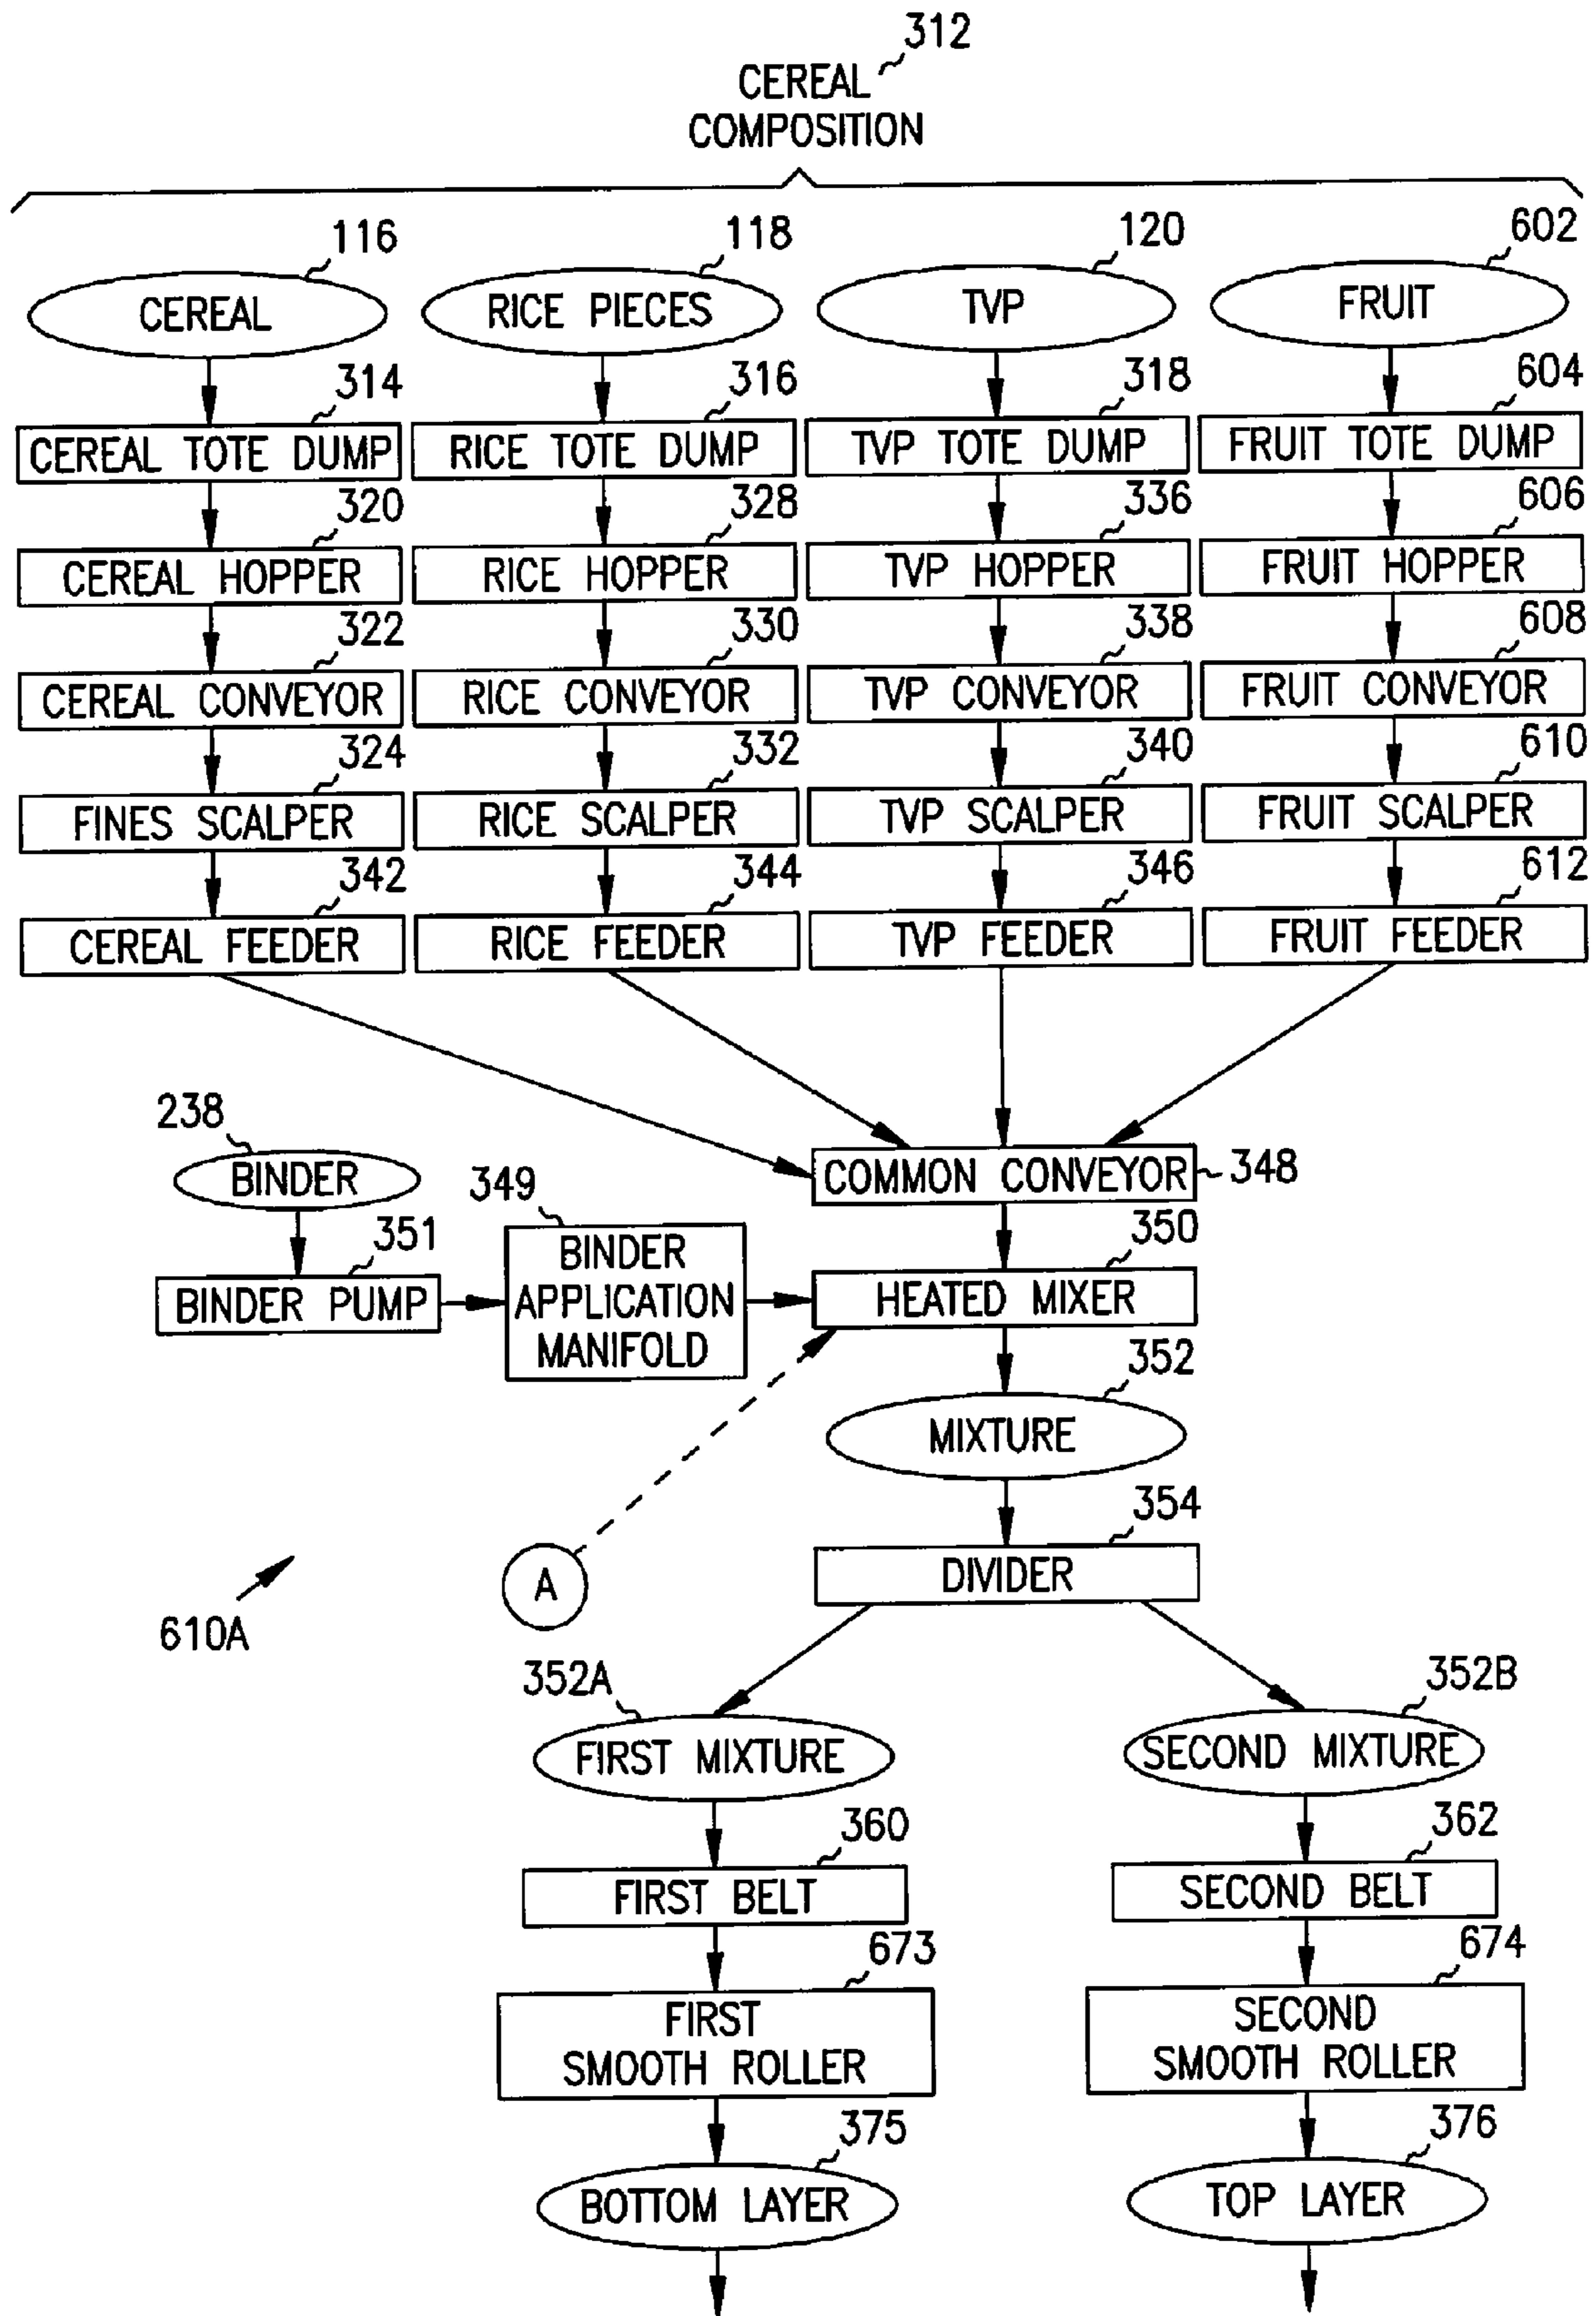 312
CEREAL
COMPOSITION
116
118
120
602
CEREAL
RICE PIECES
TVP
FRUIT
314
316
318
604
CEREAL TOTE DUMP
RICE TOTE DUMP
TVP TOTE DUMP
FRUIT TOTE DUMP
320
328
336
606
CEREAL HOPPER
RICE HOPPER
TVP HOPPER
FRUIT HOPPER
322
330
338
608
CEREAL CONVEYOR
RICE CONVEYOR
TVP CONVEYOR
FRUIT CONVEYOR
324
332
340
610
FINES SCALPER
RICE SCALPER
TVP SCALPER
FRUIT SCALPER
342
344
346
612
CEREAL FEEDER
RICE FEEDER
TVP FEEDER
FRUIT FEEDER
238
BINDER
349
COMMON CONVEYOR
348
351
350
BINDER PUMP
BINDER
APPLICATION
MANIFOLD
HEATED MIXER
352
MIXTURE
354
A
DIVIDER
610A
352A
352B
FIRST MIXTURE
SECOND MIXTURE
360
362
FIRST BELT
SECOND BELT
673
674
FIRST
SMOOTH ROLLER
SECOND
SMOOTH ROLLER
375
376
BOTTOM LAYER
TOP LAYER